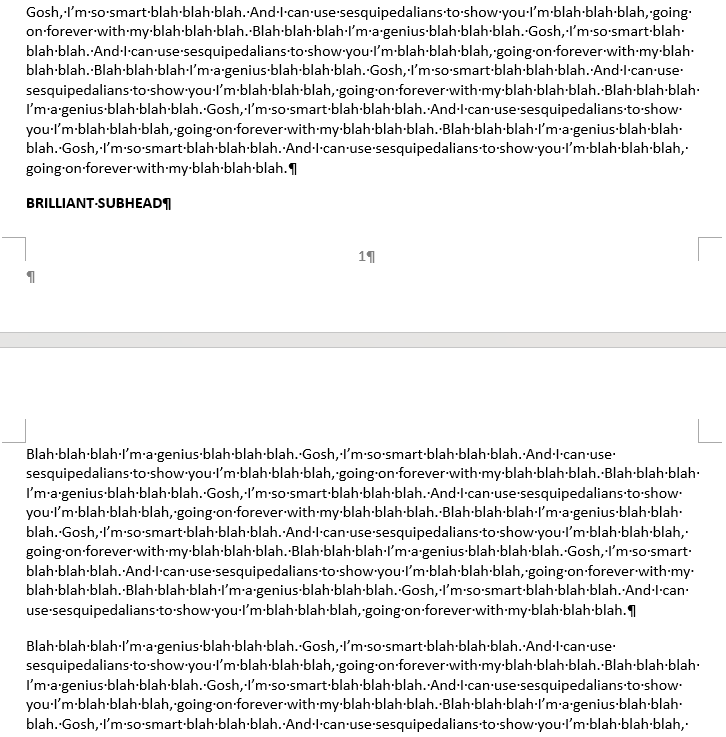 Gosh,·I’m·so·smart·blah·blah·blah.·And·I·can·use·sesquipedalians·to·show·you·I’m·blah·blah·blah,·going·
on·forever·with·my·blah·blah·blah.·Blah·blah·blah·I’m·a·genius·blah·blah·blah.·Gosh,·I’m·so·smart·blah·
blah·blah.·And·I·can·use·sesquipedalians·to·show·you·I’m·blah·blah·blah,·going·on·forever·with·my·blah·
blah·blah.·Blah·blah·blah·I’m·a·genius·blah·blah·blah.·Gosh,·I’m·so·smart·blah·blah·blah.·And·I·can·use·
sesquipedalians·to·show·you·I’m·blah·blah·blah,·going·on·forever·with·my·blah·blah·blah.·Blah·blah·blah·
I’m·a·genius·blah·blah·blah.·Gosh,·I’m·so·smart·blah·blah·blah.·And·I·can·use·sesquipedalians·to·show·
you·I’m·blah·blah·blah,·going·on·forever·with·my·blah·blah·blah.·Blah·blah·blah·I’m·a·genius·blah·blah·
blah.·Gosh,·I’m·so·smart·blah·blah·blah.·And·I·can·use·sesquipedalians·to·show·you·I’m·blah·blah·blah,·
going·on·forever·with·my·blah·blah·blah.¶
BRILLIANT·SUBHEAD¶
1¶
¶
Blah·blah·blah·I’m·a·genius·blah·blah·blah.·Gosh,·I’m·so·smart·blah·blah·blah.·And·I·can·use·
sesquipedalians·to·show·you·I’m·blah·blah·blah,·going·on·forever·with·my·blah·blah·blah.·Blah·blah·blah·
I’m·a·genius·blah·blah·blah.·Gosh,·I’m·so·smart·blah·blah·blah.·And·I·can·use·sesquipedalians·to·show·
you·I’m·blah·blah·blah,·going·on·forever·with·my·blah·blah·blah.·Blah·blah·blah·I’m·a·genius·blah·blah·
blah.·Gosh,·I’m·so·smart·blah·blah·blah.·And·I·can·use·sesquipedalians·to·show·you·I’m·blah·blah·blah,·
going·on·forever·with·my·blah·blah·blah.·Blah·blah·blah·I’m·a·genius·blah·blah·blah.·Gosh,·I’m·so·smart·
blah·blah·blah.·And·I·can·use·sesquipedalians·to·show·you·I’m·blah·blah·blah,·going·on·forever·with·my·
blah·blah·blah.·Blah·blah·blah·I’m·a·genius·blah·blah·blah.·Gosh,·I’m·so·smart·blah·blah·blah.·And·I·can·
use·sesquipedalians·to·show·you·I’m·blah·blah·blah,·going·on·forever·with·my·blah·blah·blah.¶
Blah·blah·blah·I’m·a·genius·blah·blah·blah.·Gosh,·I’m·so·smart·blah·blah·blah.·And·I·can·use·
sesquipedalians·to·show·you·I’m·blah·blah·blah,·going·on·forever·with·my·blah·blah·blah.·Blah·blah·blah·
I’m·a·genius·blah·blah·blah.·Gosh,·I’m·so·smart·blah·blah·blah.·And·I·can·use·sesquipedalians·to·show·
you·I’m·blah·blah·blah,·going·on·forever·with·my·blah·blah·blah.·Blah·blah·blah·I’m·a·genius·blah·blah·
blah.·Gosh,·I’m·so·smart·blah·blah·blah.·And·I·can·use·sesquipedalians·to·show·you·I’m·blah·blah·blah,·